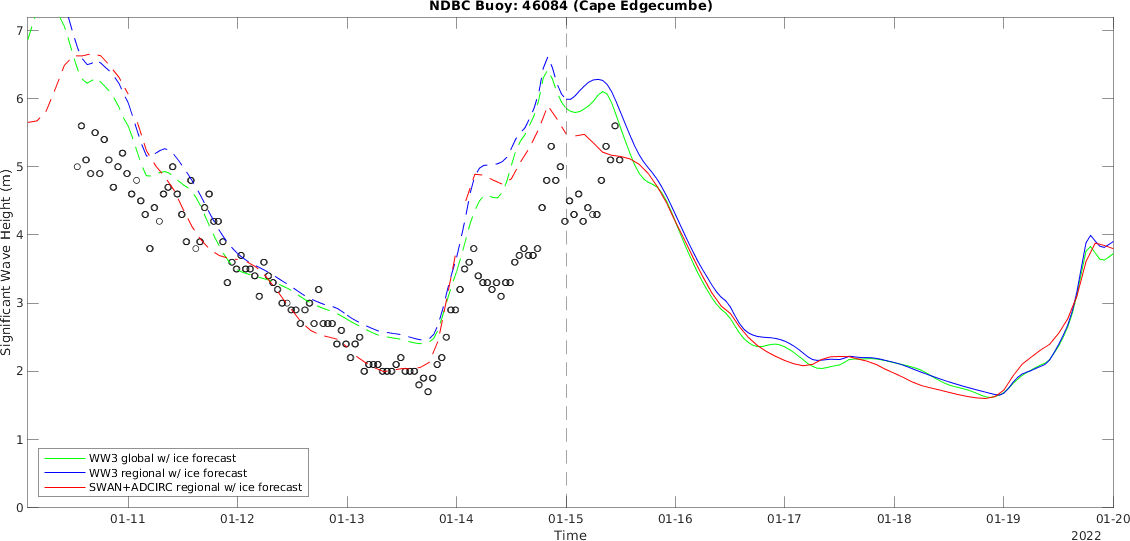 NDBC Buoy: 46084 (Cape Edgecumbe)
Significant Wave Height (m)
7
6
5
4
3
2
1
0
WW3 global w/ ice forecast
WW3 regional w/ ice forecast
SWAN+ADCIRC regional w/ ice forecast
01-11 01-12 01-13 01-14 01-15 01-16 01-17 01-18 01-19 01-20
Time
2022